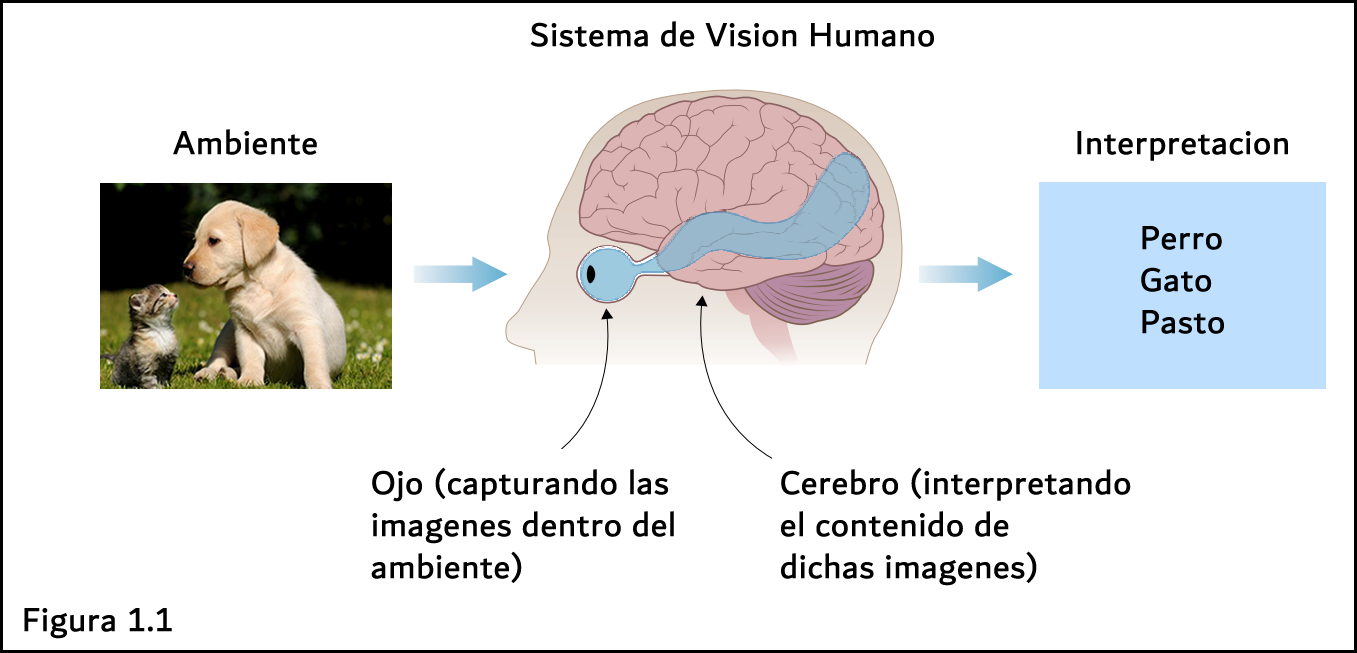 Sistema de Vision Humano
Ambiente
Interpretacion
Perro
Gato
Pasto
Ojo (capturando las
imagenes dentro del
ambiente)
Cerebro (interpretando
el contenido de
dichas imagenes)
Figura 1.1